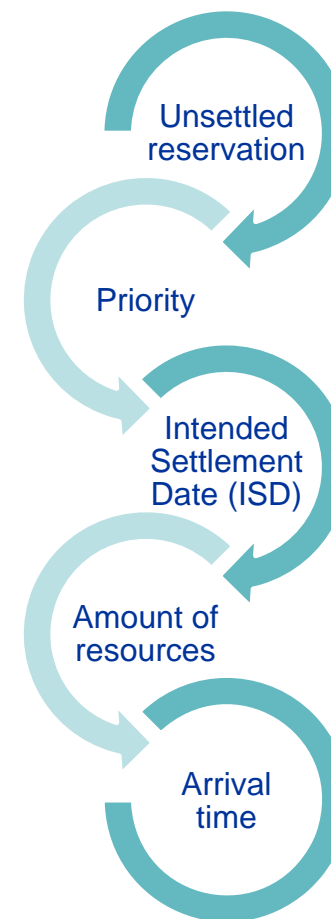 Unsettled
reservation
Priority
Intended
Settlement
Date (ISD)
Amount of
resources
Arrival
time